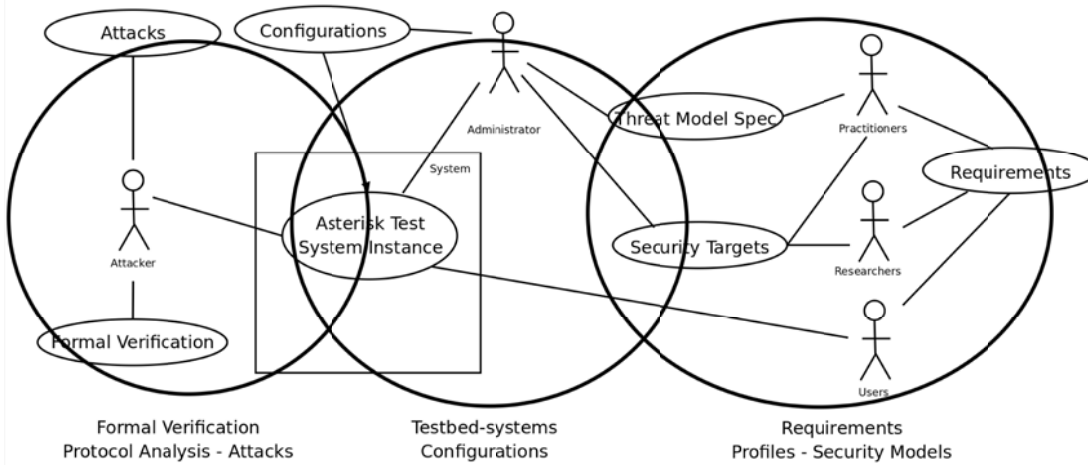 Attacks
Configurations
Administrator
Threat Model Spec
Practitioners
System
Requirements
Asterisk Test
System Instance
Security Targets
Attacker
Researchers
Formal Verification
Users
Formal Verification
Protocol Analysis - Attacks
Testbed-systems
Configurations
Requirements
Profiles - Security Models